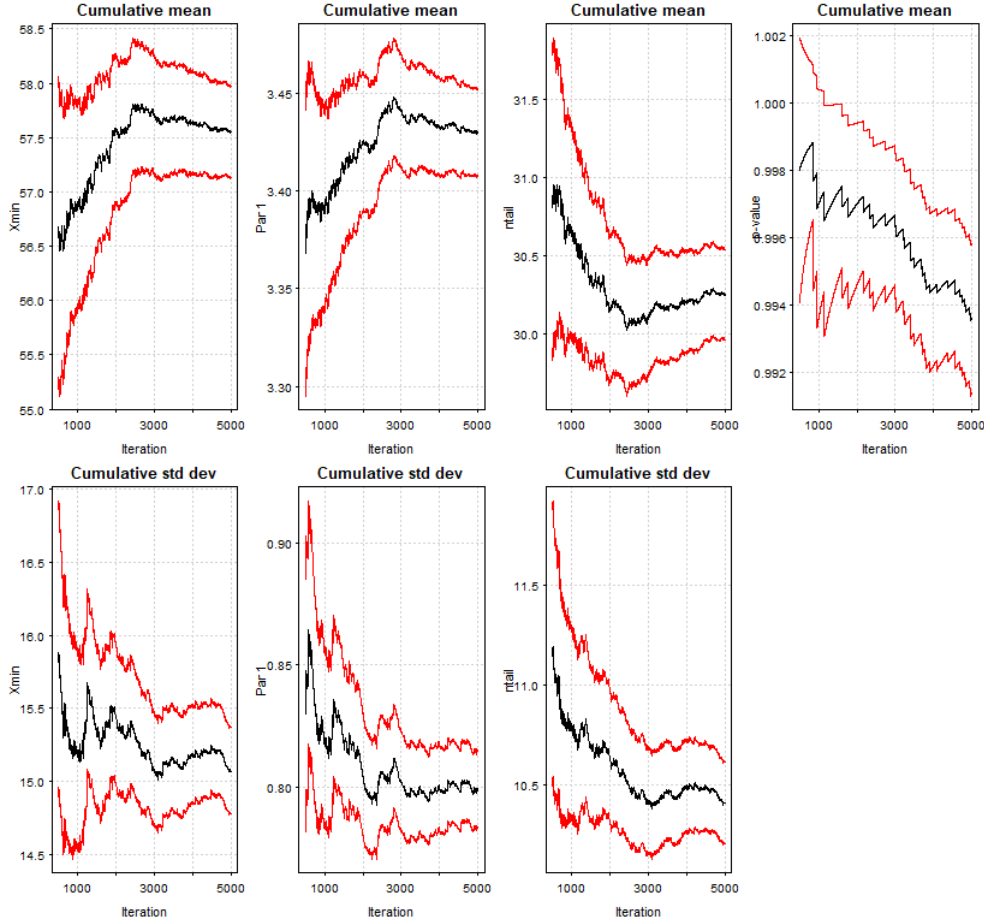 Cumulative mean
Xmin
58.5
58.0
57.5
57.0
56.5
56.0
55.5
55.0
1000 3000 5000
Iteration
Cumulative mean
Par 1
3.45
3.40
3.35
3.30
1000 3000 5000
Iteration
Cumulative mean
ntail
31.5
31.0
30.5
30.0
1000 3000 5000
Iteration
Cumulative mean
p-value
1.002
1.000
0.998
0.996
0.994
0.992
1000 3000 5000
Iteration
Cumulative std dev
Xmin
17.0
16.5
16.0
15.5
15.0
14.5
1000 3000 5000
Iteration
Cumulative std dev
Par 1
0.90
0.85
0.80
1000 3000 5000
Iteration
Cumulative std dev
ntail
11.5
11.0
10.5
1000 3000 5000
Iteration